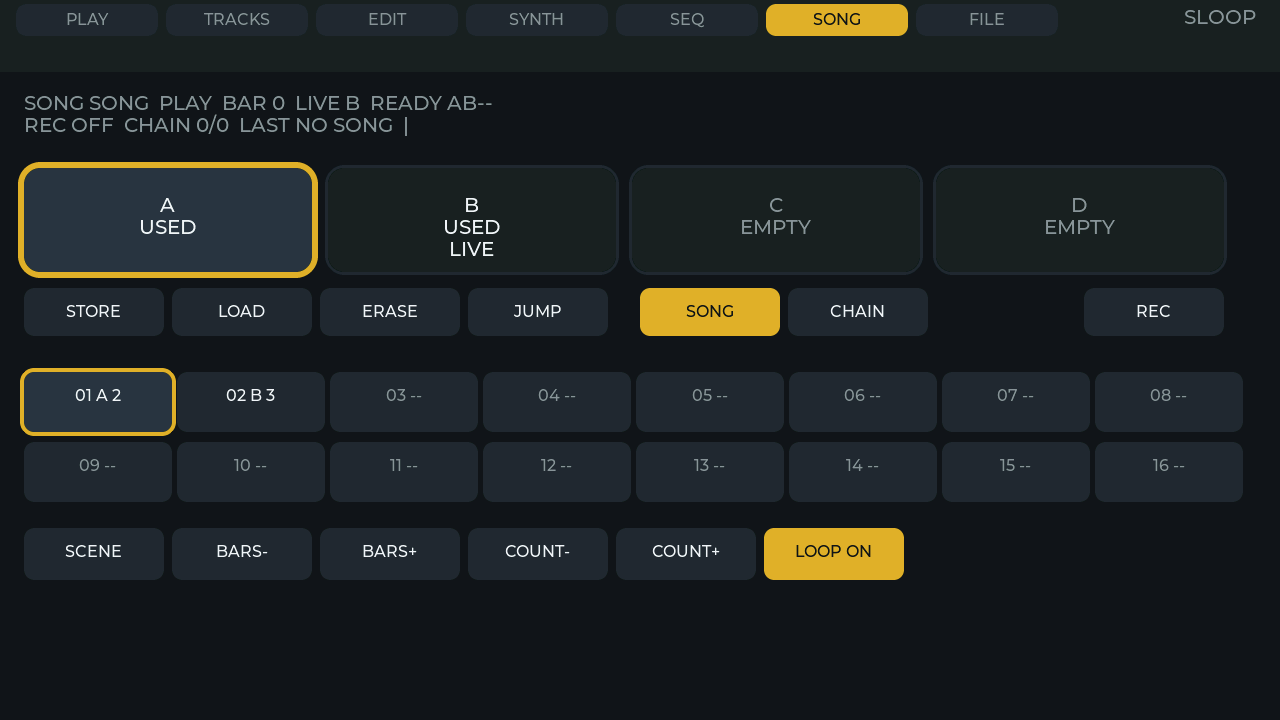 PLAY TRACKS EDIT SYNTH SEQ SONG FILE SLOOP
SONG SONG  PLAY  BAR 0  LIVE B  READY AB--
REC OFF  CHAIN 0/0  LAST NO SONG  |
A
USED
B
USED
LIVE
C
EMPTY
D
EMPTY
STORE LOAD ERASE JUMP SONG CHAIN REC
01 A 2 02 B 3 03 -- 04 -- 05 -- 06 -- 07 -- 08 --
09 -- 10 -- 11 -- 12 -- 13 -- 14 -- 15 -- 16 --
SCENE BARS- BARS+ COUNT- COUNT+ LOOP ON